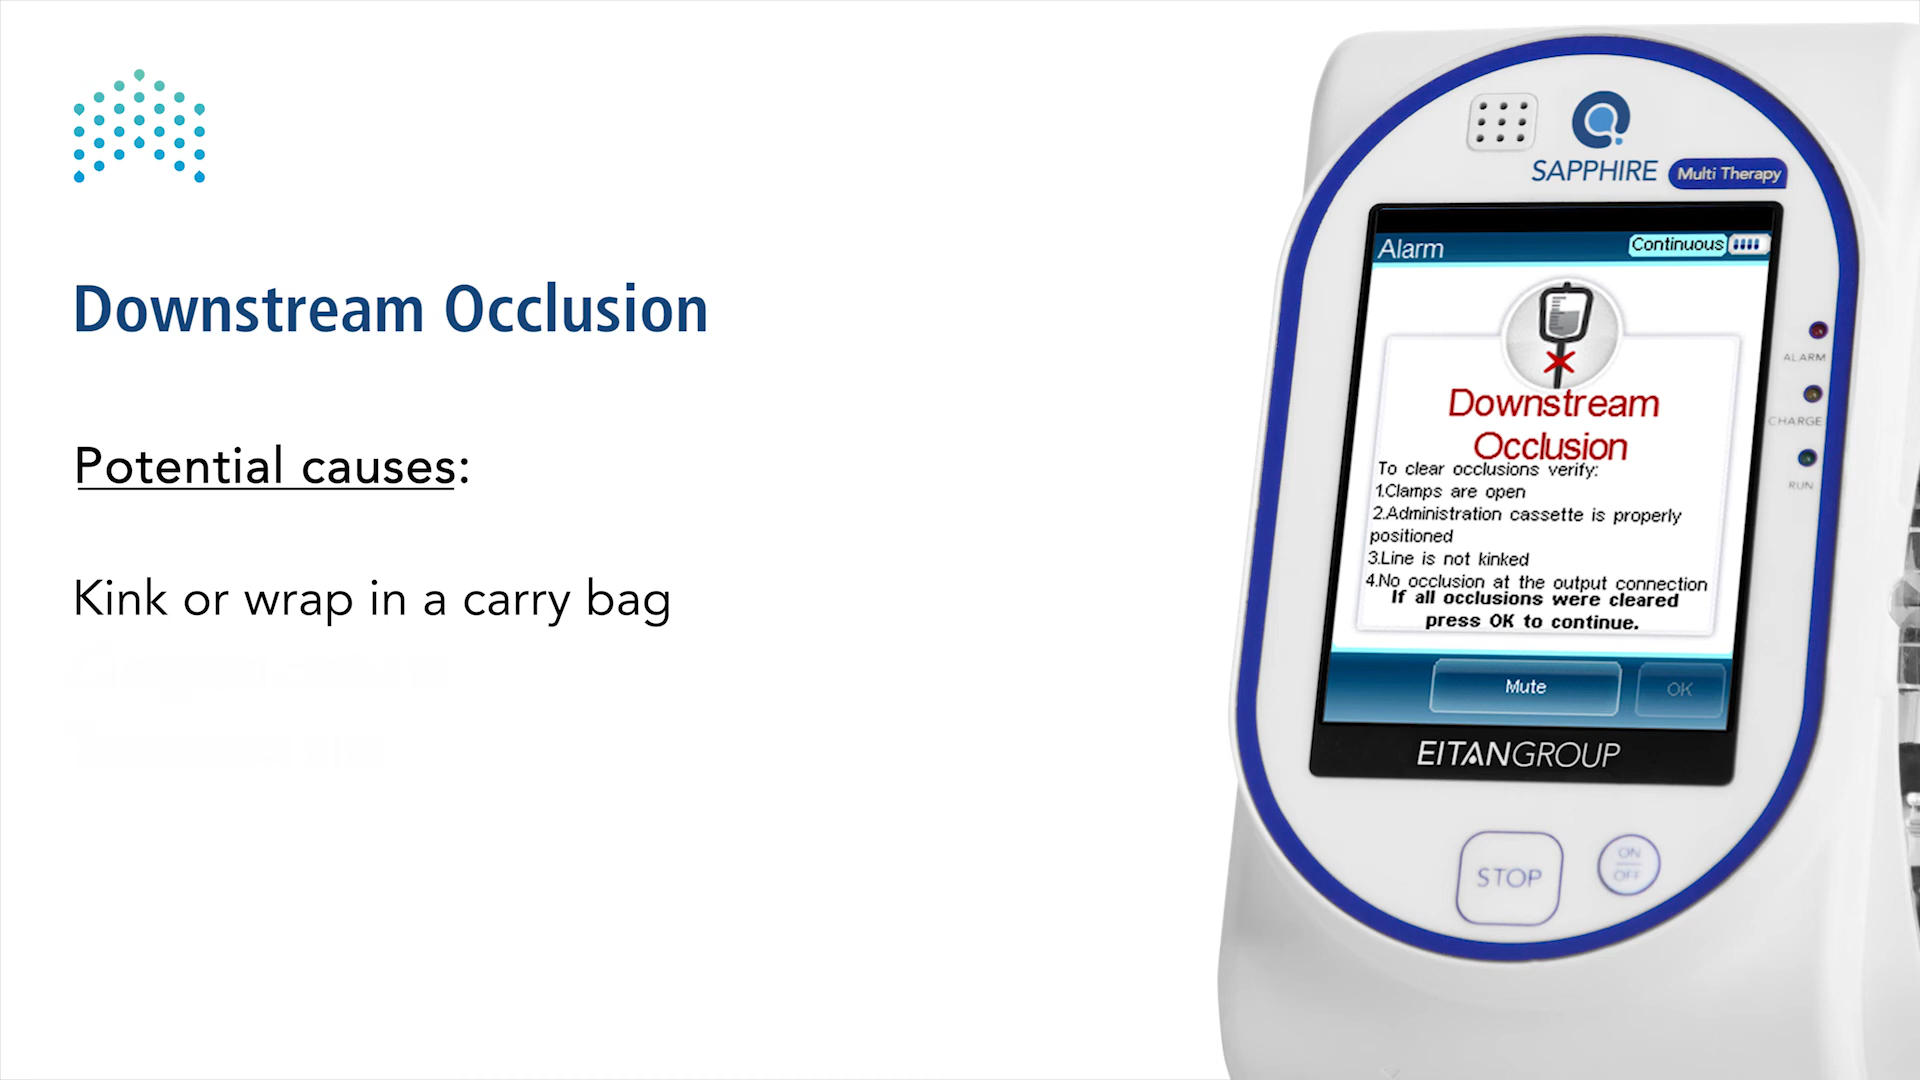 Downstream Occlusion
Potential causes:
Kink or wrap in a carry bag
SAPPHIRE Multi Therapy
Alarm Continuous
Downstream
Occlusion
To clear occlusions verify:
1.Clamps are open
2.Administration cassette is properly
positioned
3.Line is not kinked
4.No occlusion at the output connection
If all occlusions were cleared
press OK to continue.
Mute OK
ALARM
CHARGE
RUN
EITANGROUP
STOP
ON
OFF